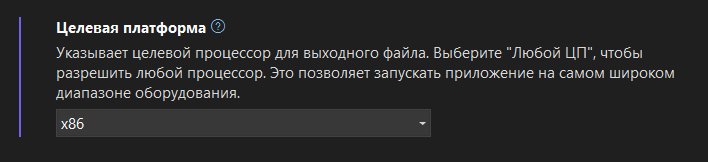 Целевая платформа ?
Указывает целевой процессор для выходного файла. Выберите "Любой ЦП", чтобы
разрешить любой процессор. Это позволяет запускать приложение на самом широком
диапазоне оборудования.
x86